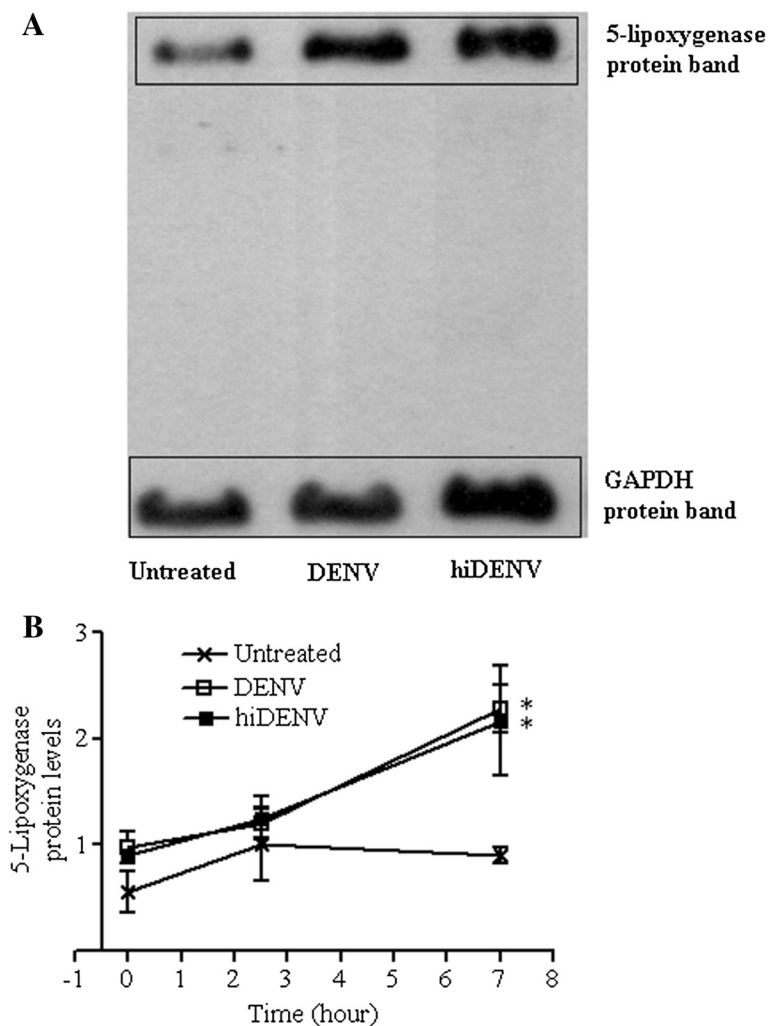 A
5-lipoxygenase
protein band
GAPDH
protein band
Untreated DENV hiDENV
B
3
2
1
5-Lipoxygenase
protein levels
Untreated
DENV
hiDENV
*
*
-1 0 1 2 3 4 5 6 7 8
Time (hour)